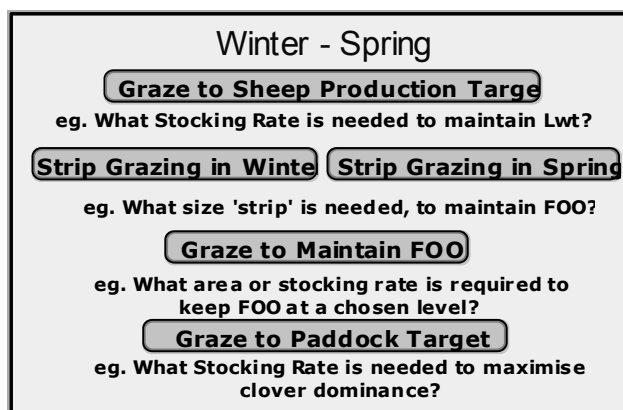 Winter - Spring
Graze to Sheep Production Targe
eg. What Stocking Rate is needed to maintain Lwt?
Strip Grazing in Winte Strip Grazing in Spring
eg. What size 'strip' is needed, to maintain FOO?
Graze to Maintain FOO
eg. What area or stocking rate is required to
keep FOO at a chosen level?
Graze to Paddock Target
eg. What Stocking Rate is needed to maximise
clover dominance?